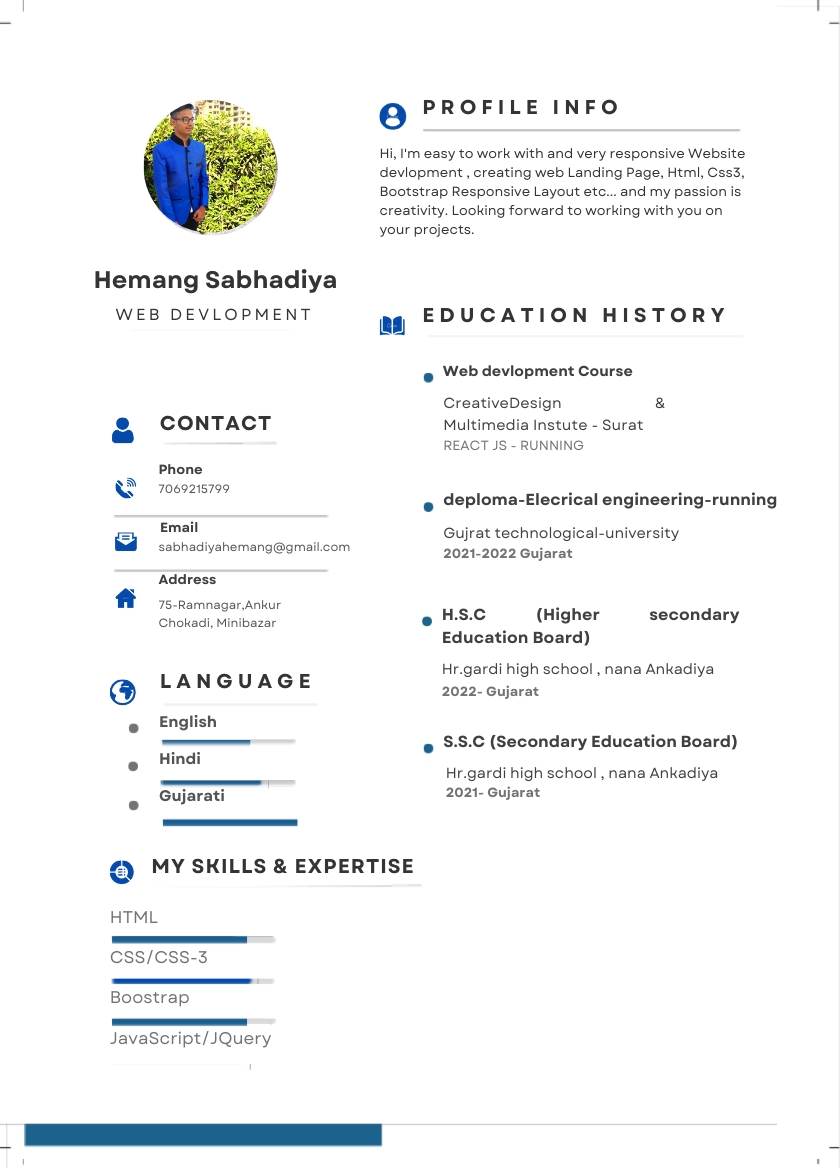 Hemang Sabhadiya
WEB DEVLOPMENT
CONTACT
Phone
7069215799
Email
sabhadiyahemang@gmail.com
Address
75-Ramnagar,Ankur
Chokadi, Minibazar
LANGUAGE
English
Hindi
Gujarati
MY SKILLS & EXPERTISE
HTML
CSS/CSS-3
Boostrap
JavaScript/JQuery
PROFILE INFO
Hi, I'm easy to work with and very responsive Website
devlopment , creating web Landing Page, Html, Css3,
Bootstrap Responsive Layout etc... and my passion is
creativity. Looking forward to working with you on
your projects.
EDUCATION HISTORY
Web devlopment Course
CreativeDesign &
Multimedia Instute - Surat
REACT JS - RUNNING
deploma-Elecrical engineering-running
Gujrat technological-university
2021-2022 Gujarat
H.S.C (Higher secondary
Education Board)
Hr.gardi high school , nana Ankadiya
2022- Gujarat
S.S.C (Secondary Education Board)
Hr.gardi high school , nana Ankadiya
2021- Gujarat